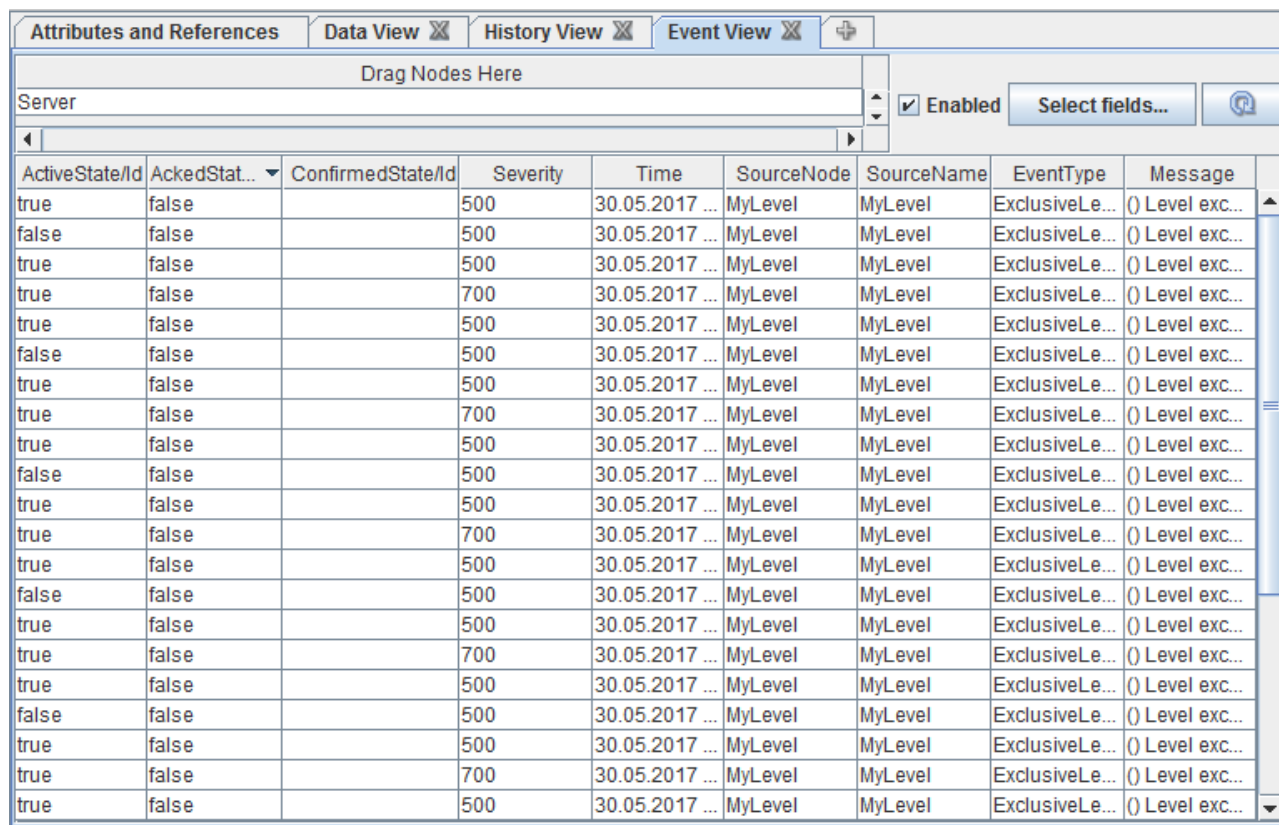 Attributes and References Data View History View Event View
Drag Nodes Here
Server
Enabled Select fields...
ActiveState/Id AckedStat... ConfirmedState/Id Severity Time SourceNode SourceName EventType Message
true false 500 30.05.2017 ... MyLevel MyLevel ExclusiveLe... () Level exc...
false false 500 30.05.2017 ... MyLevel MyLevel ExclusiveLe... () Level exc...
true false 500 30.05.2017 ... MyLevel MyLevel ExclusiveLe... () Level exc...
true false 700 30.05.2017 ... MyLevel MyLevel ExclusiveLe... () Level exc...
true false 500 30.05.2017 ... MyLevel MyLevel ExclusiveLe... () Level exc...
false false 500 30.05.2017 ... MyLevel MyLevel ExclusiveLe... () Level exc...
true false 500 30.05.2017 ... MyLevel MyLevel ExclusiveLe... () Level exc...
true false 700 30.05.2017 ... MyLevel MyLevel ExclusiveLe... () Level exc...
true false 500 30.05.2017 ... MyLevel MyLevel ExclusiveLe... () Level exc...
false false 500 30.05.2017 ... MyLevel MyLevel ExclusiveLe... () Level exc...
true false 500 30.05.2017 ... MyLevel MyLevel ExclusiveLe... () Level exc...
true false 700 30.05.2017 ... MyLevel MyLevel ExclusiveLe... () Level exc...
true false 500 30.05.2017 ... MyLevel MyLevel ExclusiveLe... () Level exc...
false false 500 30.05.2017 ... MyLevel MyLevel ExclusiveLe... () Level exc...
true false 500 30.05.2017 ... MyLevel MyLevel ExclusiveLe... () Level exc...
true false 700 30.05.2017 ... MyLevel MyLevel ExclusiveLe... () Level exc...
true false 500 30.05.2017 ... MyLevel MyLevel ExclusiveLe... () Level exc...
false false 500 30.05.2017 ... MyLevel MyLevel ExclusiveLe... () Level exc...
true false 500 30.05.2017 ... MyLevel MyLevel ExclusiveLe... () Level exc...
true false 700 30.05.2017 ... MyLevel MyLevel ExclusiveLe... () Level exc...
true false 500 30.05.2017 ... MyLevel MyLevel ExclusiveLe... () Level exc...